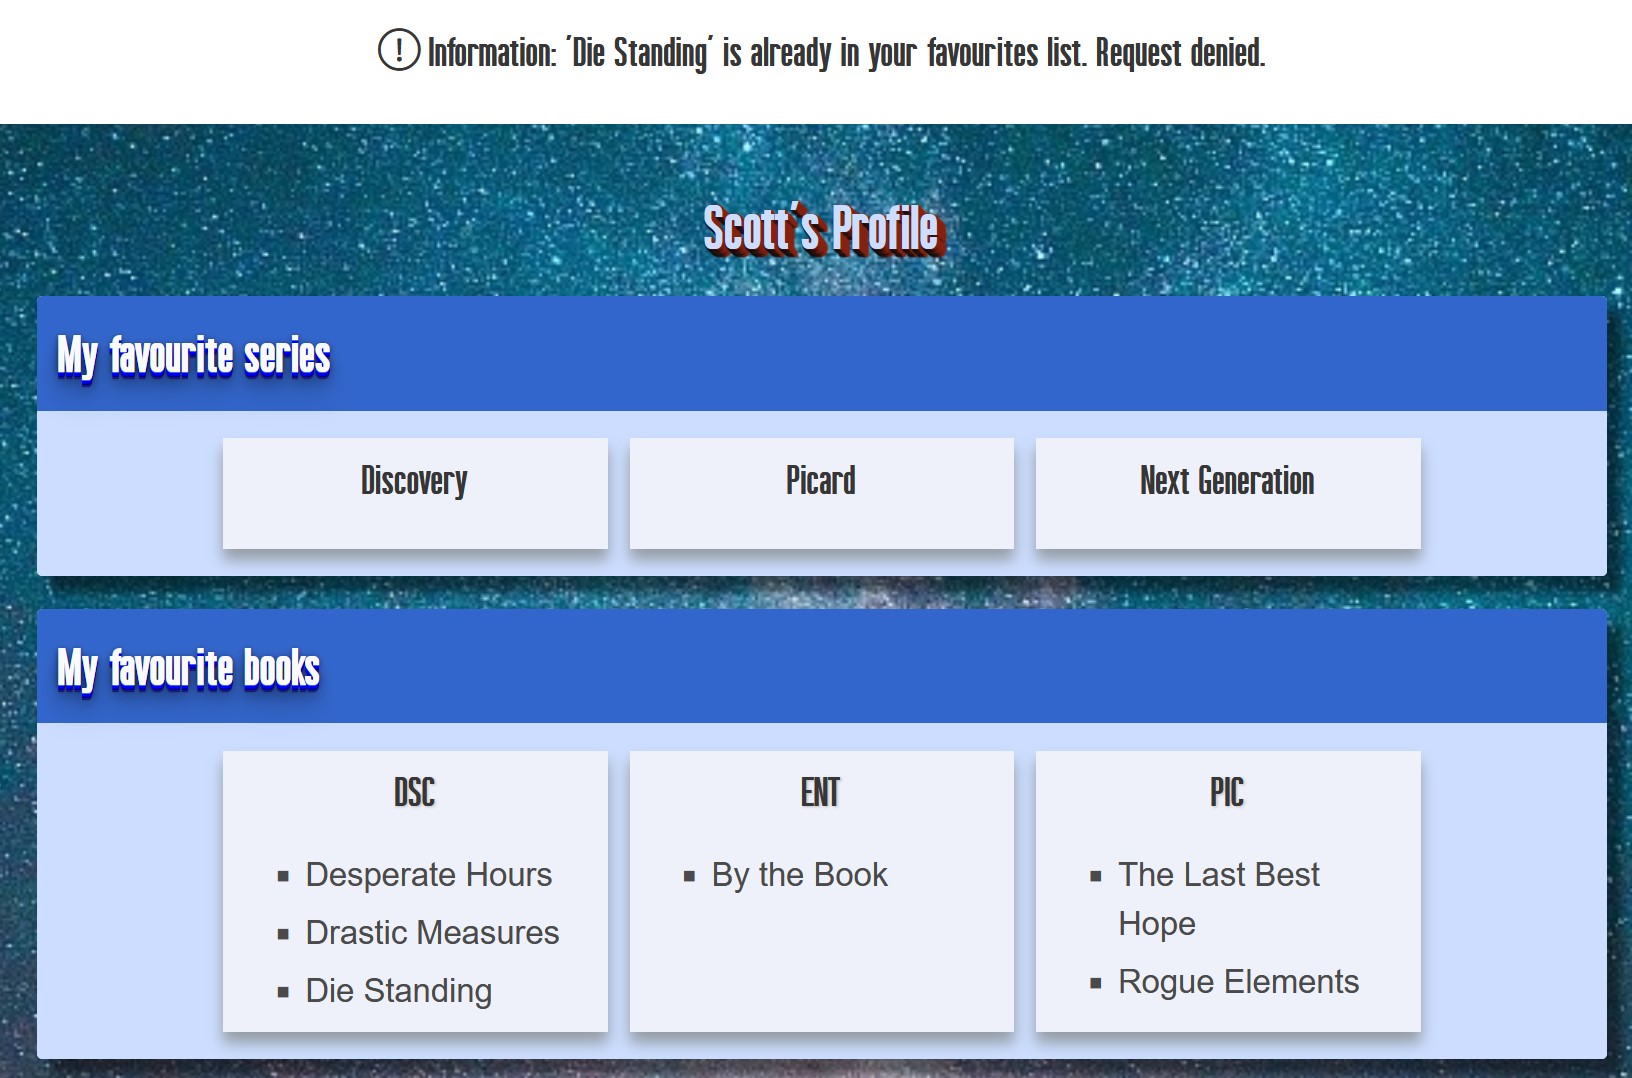 ! Information: 'Die Standing' is already in your favourites list. Request denied.
Scott's Profile
My favourite series
Discovery
Picard
Next Generation
My favourite books
DSC
Desperate Hours
Drastic Measures
Die Standing
ENT
By the Book
PIC
The Last Best
Hope
Rogue Elements